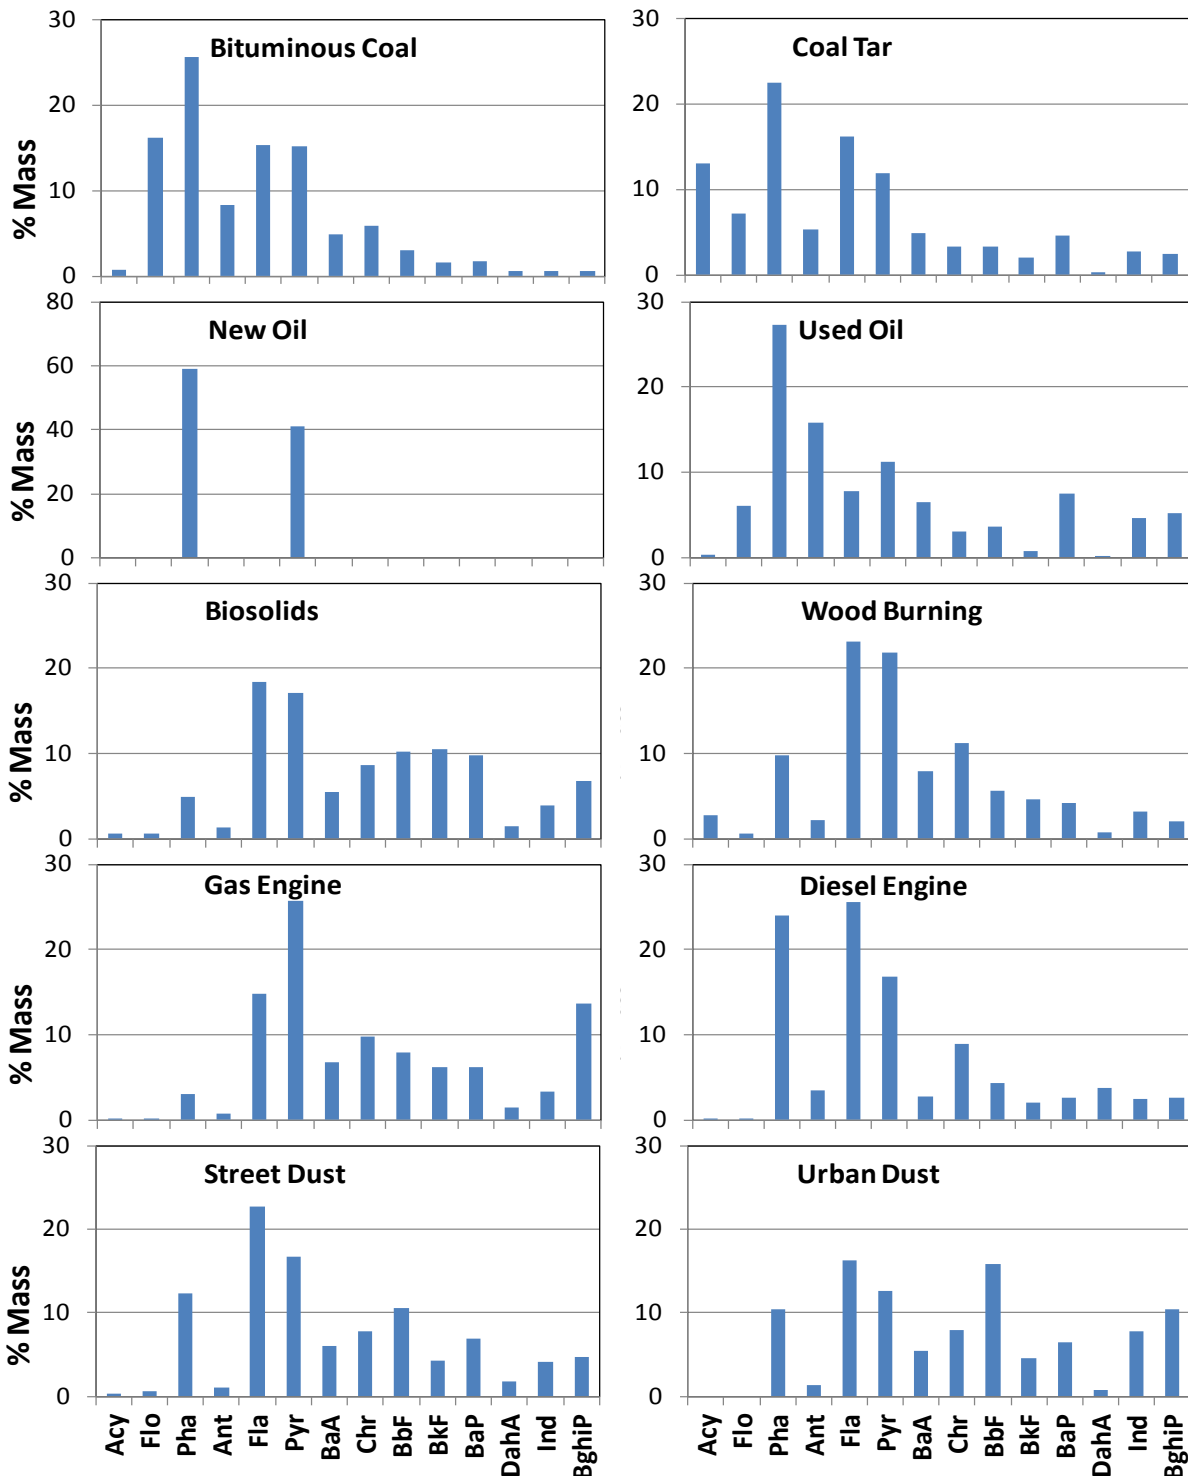 Bituminous Coal
% Mass
30
20
10
0
Coal Tar
30
20
10
0
New Oil
% Mass
80
60
40
20
0
Used Oil
30
20
10
0
Biosolids
% Mass
30
20
10
0
Wood Burning
30
20
10
0
Gas Engine
% Mass
30
20
10
0
Diesel Engine
30
20
10
0
Street Dust
% Mass
30
20
10
0
Urban Dust
30
20
10
0
Acy Flo Pha Ant Fla Pyr BaA Chr BbF BkF BaP DahA Ind BghiP
Acy Flo Pha Ant Fla Pyr BaA Chr BbF BkF BaP DahA Ind BghiP